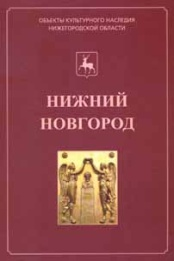 ОБЪЕКТЫ КУЛЬТУРНОГО НАСЛЕДИЯ
НИЖЕГОРОДСКОЙ ОБЛАСТИ
НИЖНИЙ
НОВГОРОД